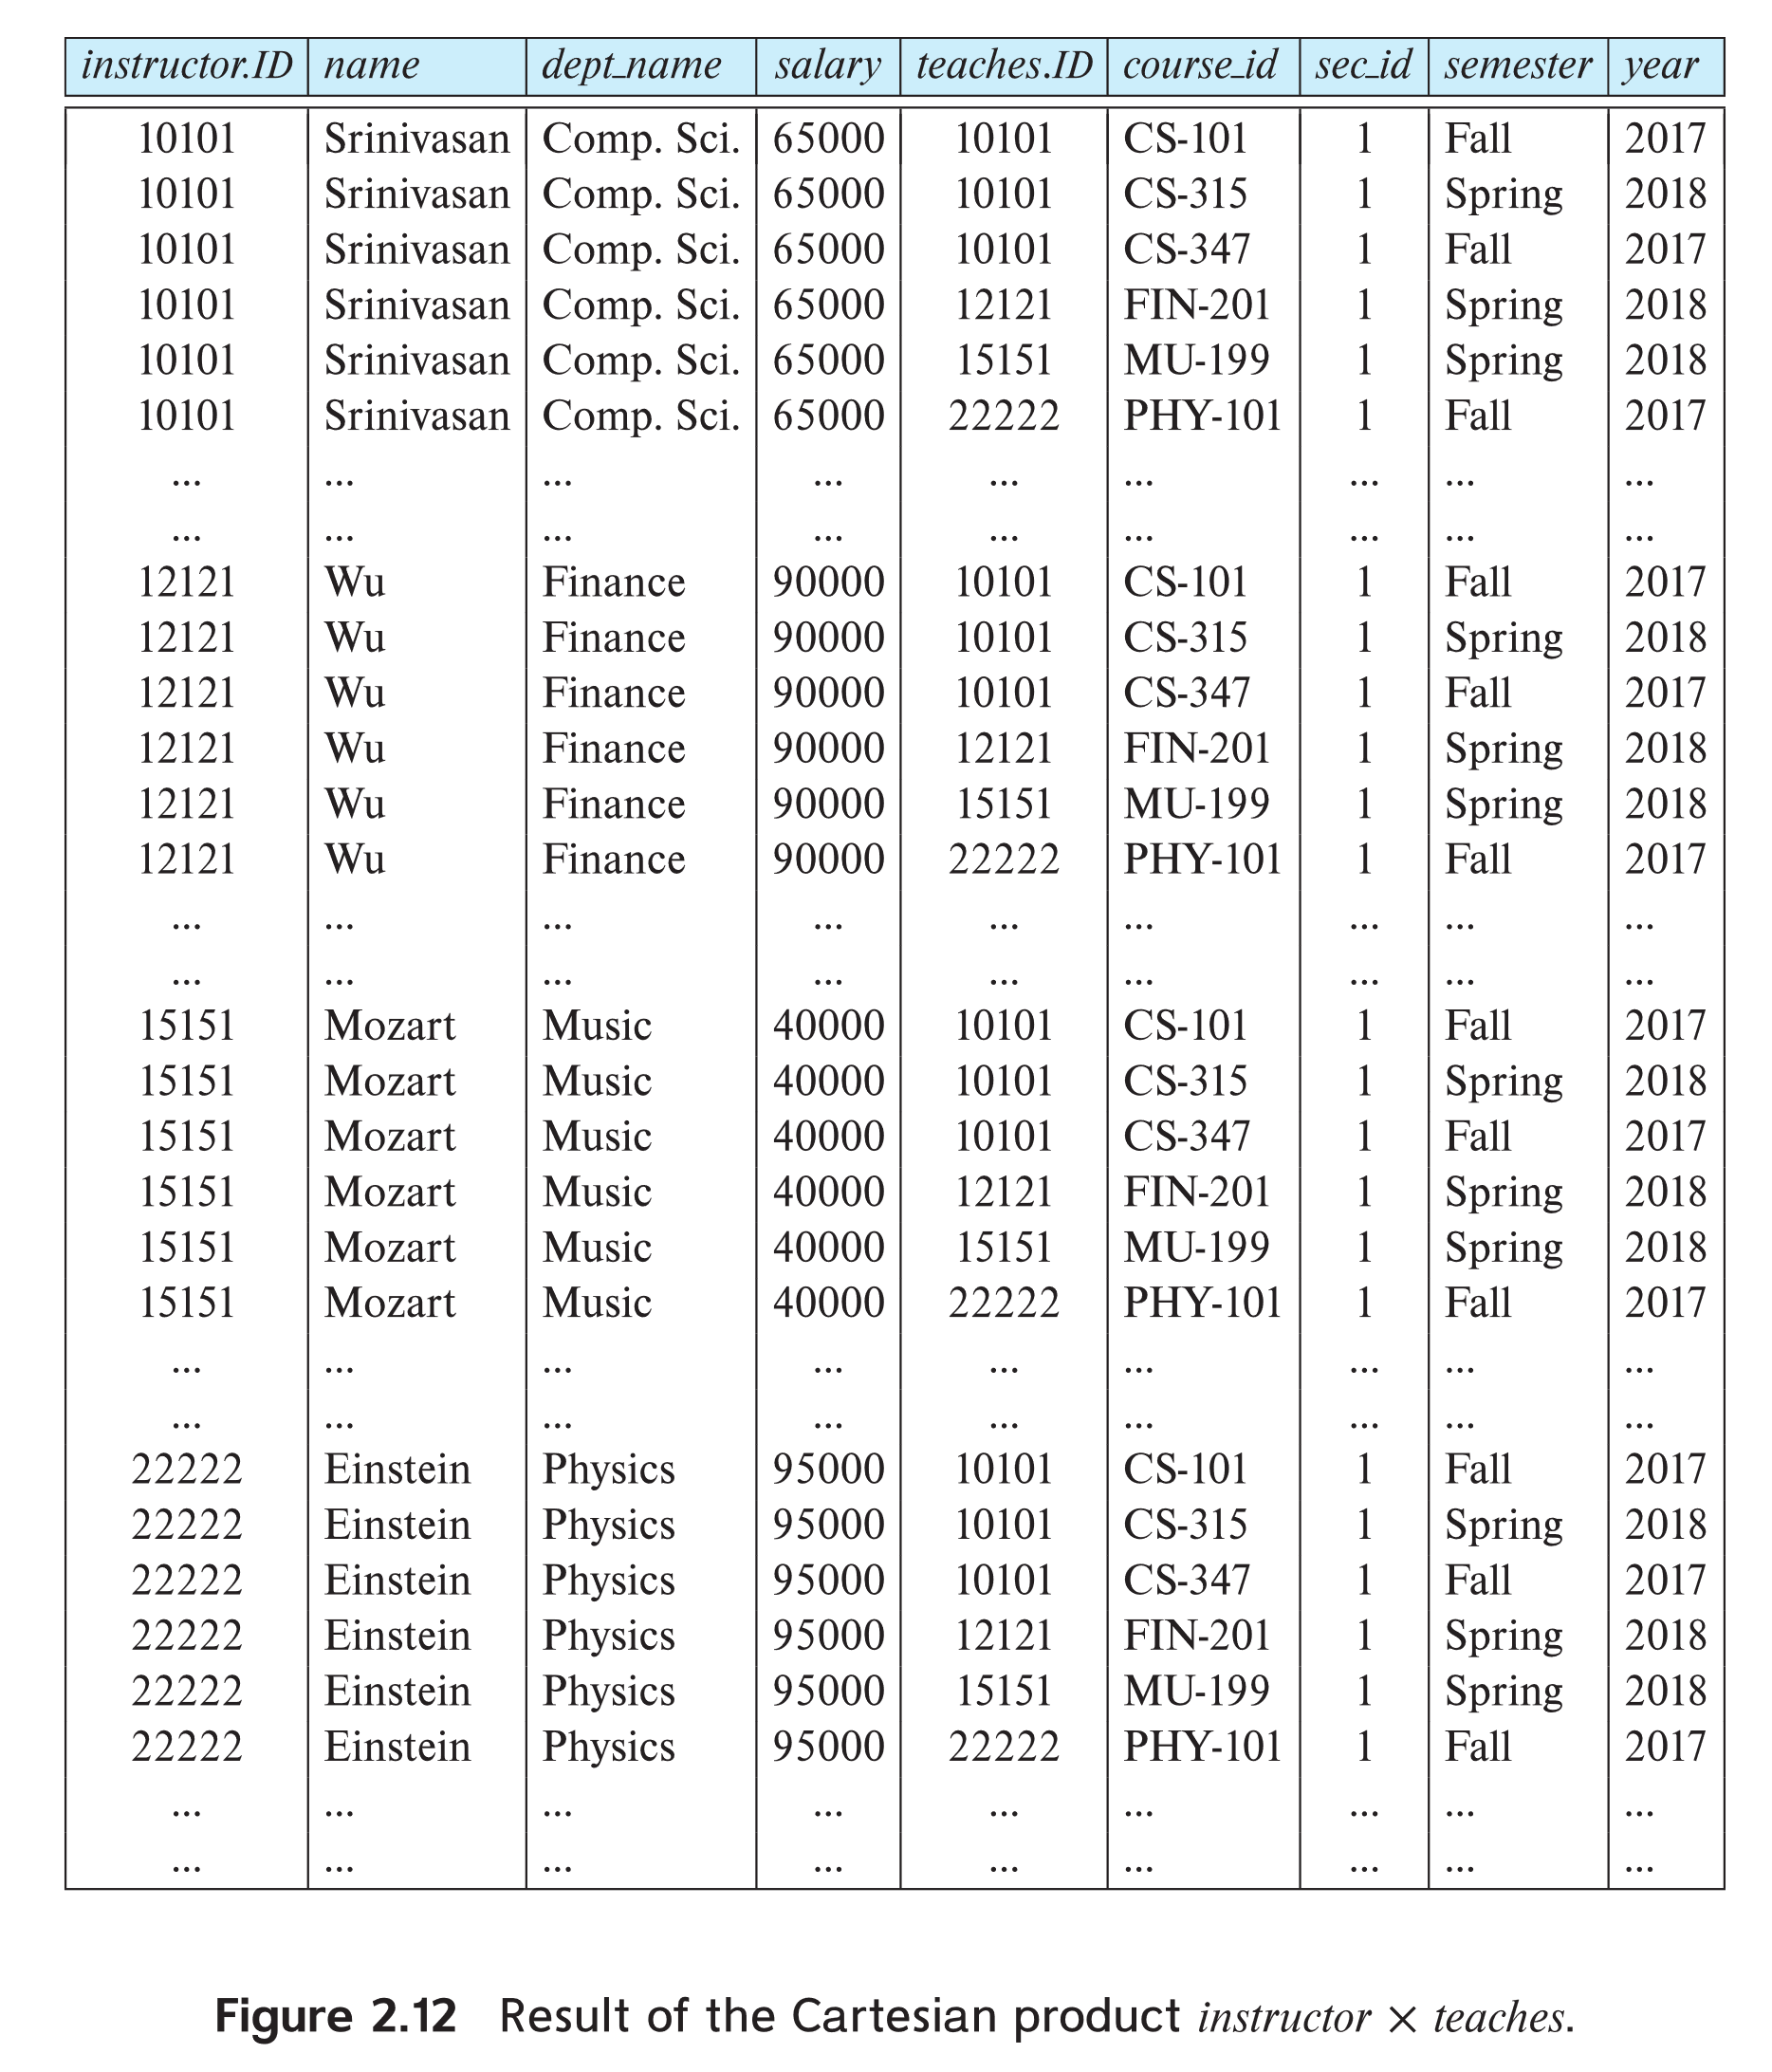 instructor.ID name dept_name salary teaches.ID course_id sec_id semester year
10101 Srinivasan Comp. Sci. 65000 10101 CS-101 1 Fall 2017
10101 Srinivasan Comp. Sci. 65000 10101 CS-315 1 Spring 2018
10101 Srinivasan Comp. Sci. 65000 10101 CS-347 1 Fall 2017
10101 Srinivasan Comp. Sci. 65000 12121 FIN-201 1 Spring 2018
10101 Srinivasan Comp. Sci. 65000 15151 MU-199 1 Spring 2018
10101 Srinivasan Comp. Sci. 65000 22222 PHY-101 1 Fall 2017
... ... ... ... ... ... ... ... ...
... ... ... ... ... ... ... ... ...
12121 Wu Finance 90000 10101 CS-101 1 Fall 2017
12121 Wu Finance 90000 10101 CS-315 1 Spring 2018
12121 Wu Finance 90000 10101 CS-347 1 Fall 2017
12121 Wu Finance 90000 12121 FIN-201 1 Spring 2018
12121 Wu Finance 90000 15151 MU-199 1 Spring 2018
12121 Wu Finance 90000 22222 PHY-101 1 Fall 2017
... ... ... ... ... ... ... ... ...
... ... ... ... ... ... ... ... ...
15151 Mozart Music 40000 10101 CS-101 1 Fall 2017
15151 Mozart Music 40000 10101 CS-315 1 Spring 2018
15151 Mozart Music 40000 10101 CS-347 1 Fall 2017
15151 Mozart Music 40000 12121 FIN-201 1 Spring 2018
15151 Mozart Music 40000 15151 MU-199 1 Spring 2018
15151 Mozart Music 40000 22222 PHY-101 1 Fall 2017
... ... ... ... ... ... ... ... ...
... ... ... ... ... ... ... ... ...
22222 Einstein Physics 95000 10101 CS-101 1 Fall 2017
22222 Einstein Physics 95000 10101 CS-315 1 Spring 2018
22222 Einstein Physics 95000 10101 CS-347 1 Fall 2017
22222 Einstein Physics 95000 12121 FIN-201 1 Spring 2018
22222 Einstein Physics 95000 15151 MU-199 1 Spring 2018
22222 Einstein Physics 95000 22222 PHY-101 1 Fall 2017
... ... ... ... ... ... ... ... ...
... ... ... ... ... ... ... ... ...
Figure 2.12 Result of the Cartesian product instructor × teaches.